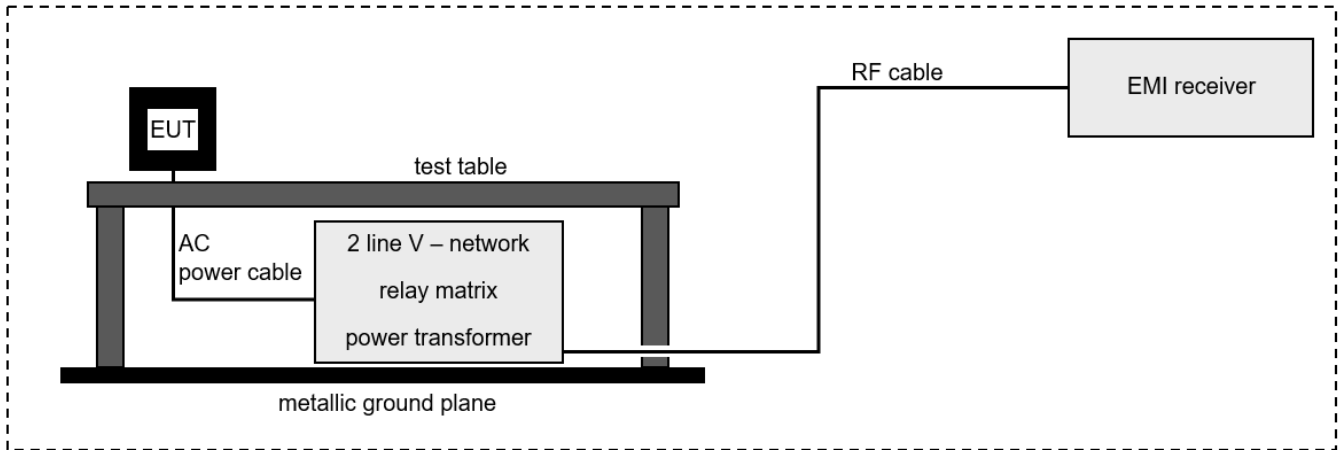 RF cable
EMI receiver
EUT
test table
AC
power cable
2 line V – network
relay matrix
power transformer
metallic ground plane